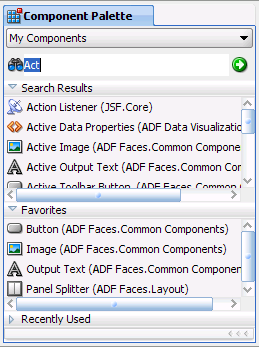 Component Palette
My Components
Act
Search Results
Action Listener (JSF.Core)
Active Data Properties (ADF Data Visualizatio
Active Image (ADF Faces.Common Compone
Active Output Text (ADF Faces.Common Cor
Active Toolbar Button (ADF Faces.Common
Favorites
Button (ADF Faces.Common Components)
Image (ADF Faces.Common Components)
Output Text (ADF Faces.Common Componen
Panel Splitter (ADF Faces.Layout)
Recently Used